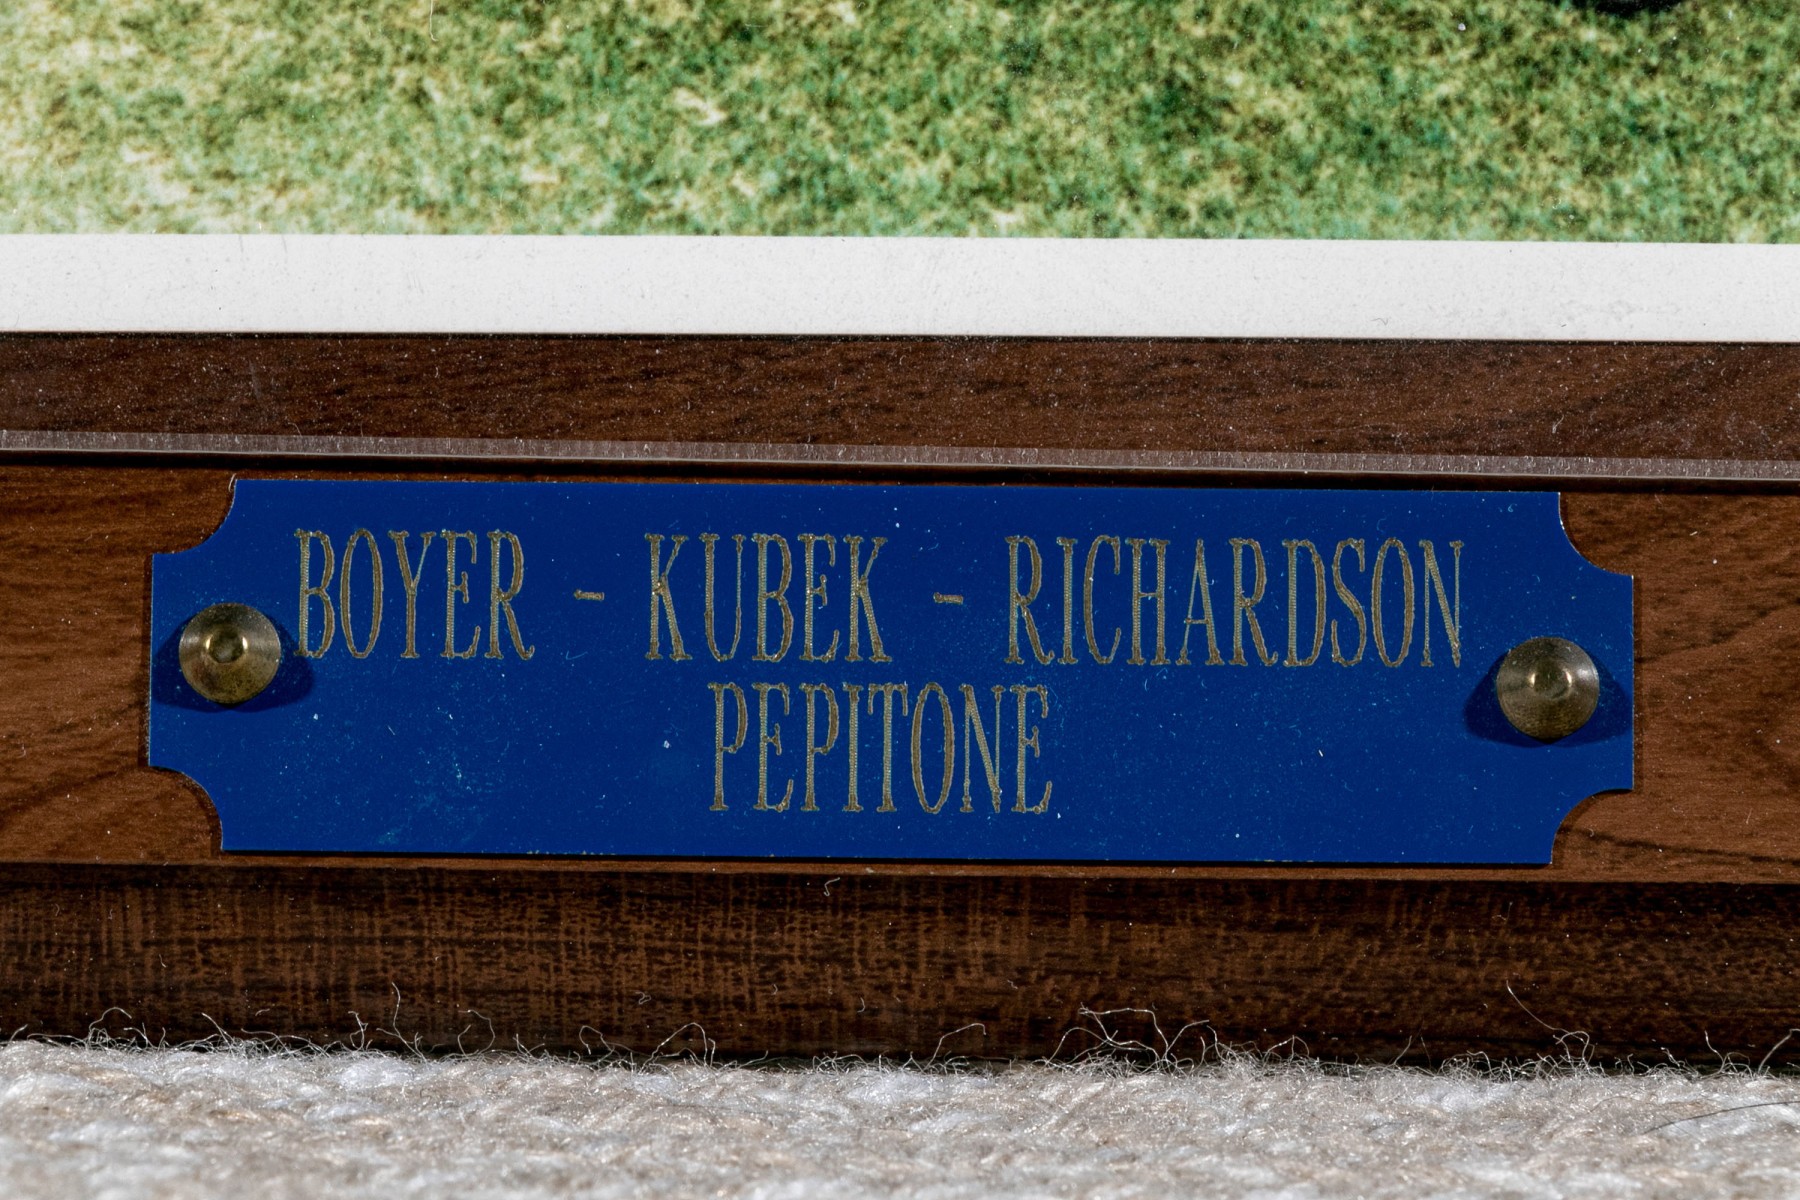 BOYER - KUBEK - RICHARDSON
PEPITONE